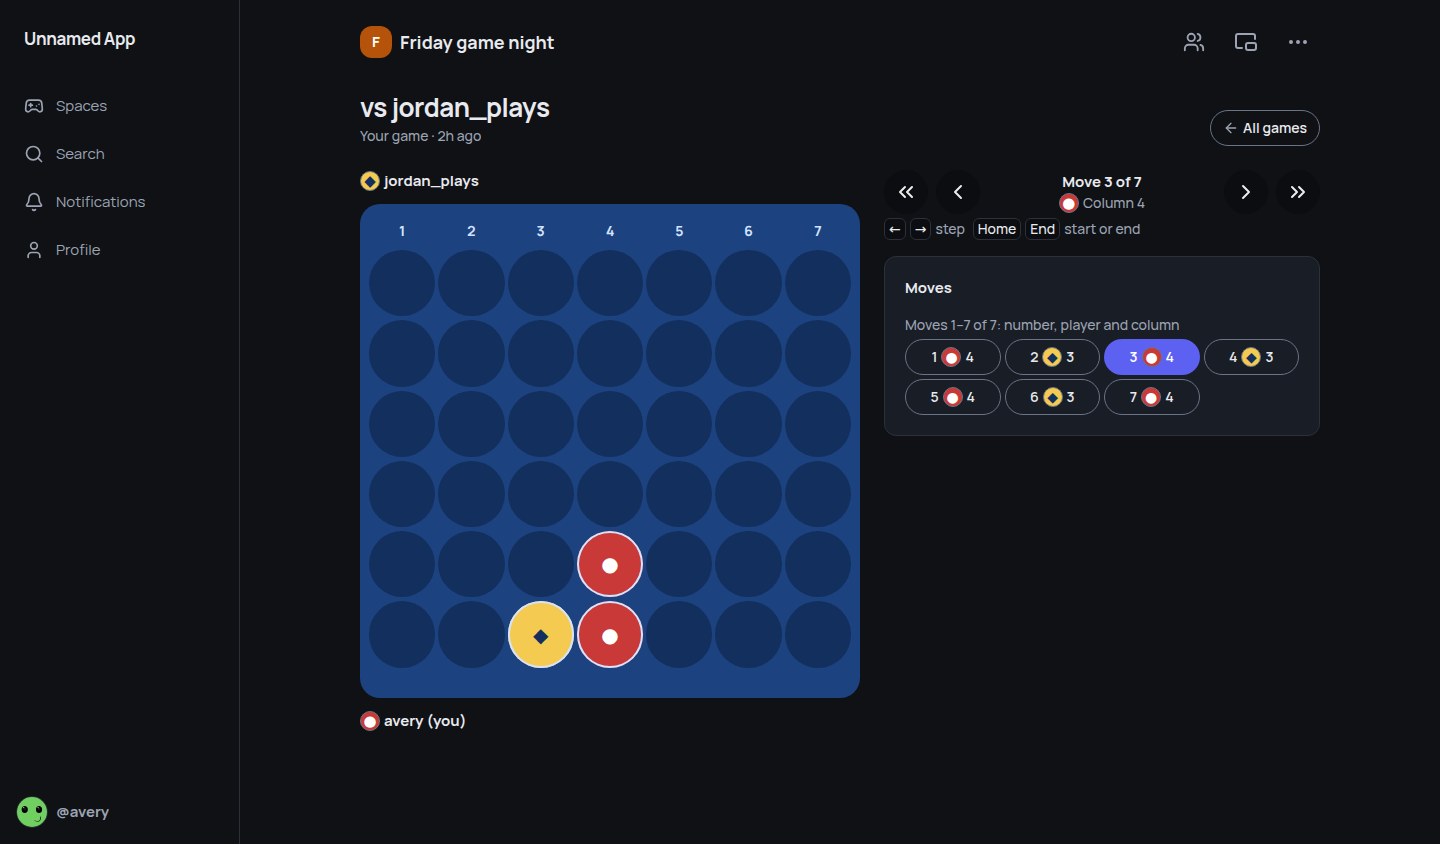 Unnamed App
Spaces
Search
Notifications
Profile
@avery
F Friday game night
vs jordan_plays
Your game · 2h ago
← All games
jordan_plays
1 2 3 4 5 6 7
avery (you)
Move 3 of 7
Column 4
← → step Home End start or end
Moves
Moves 1–7 of 7: number, player and column
1 4 2 3 3 4 4 3
5 4 6 3 7 4